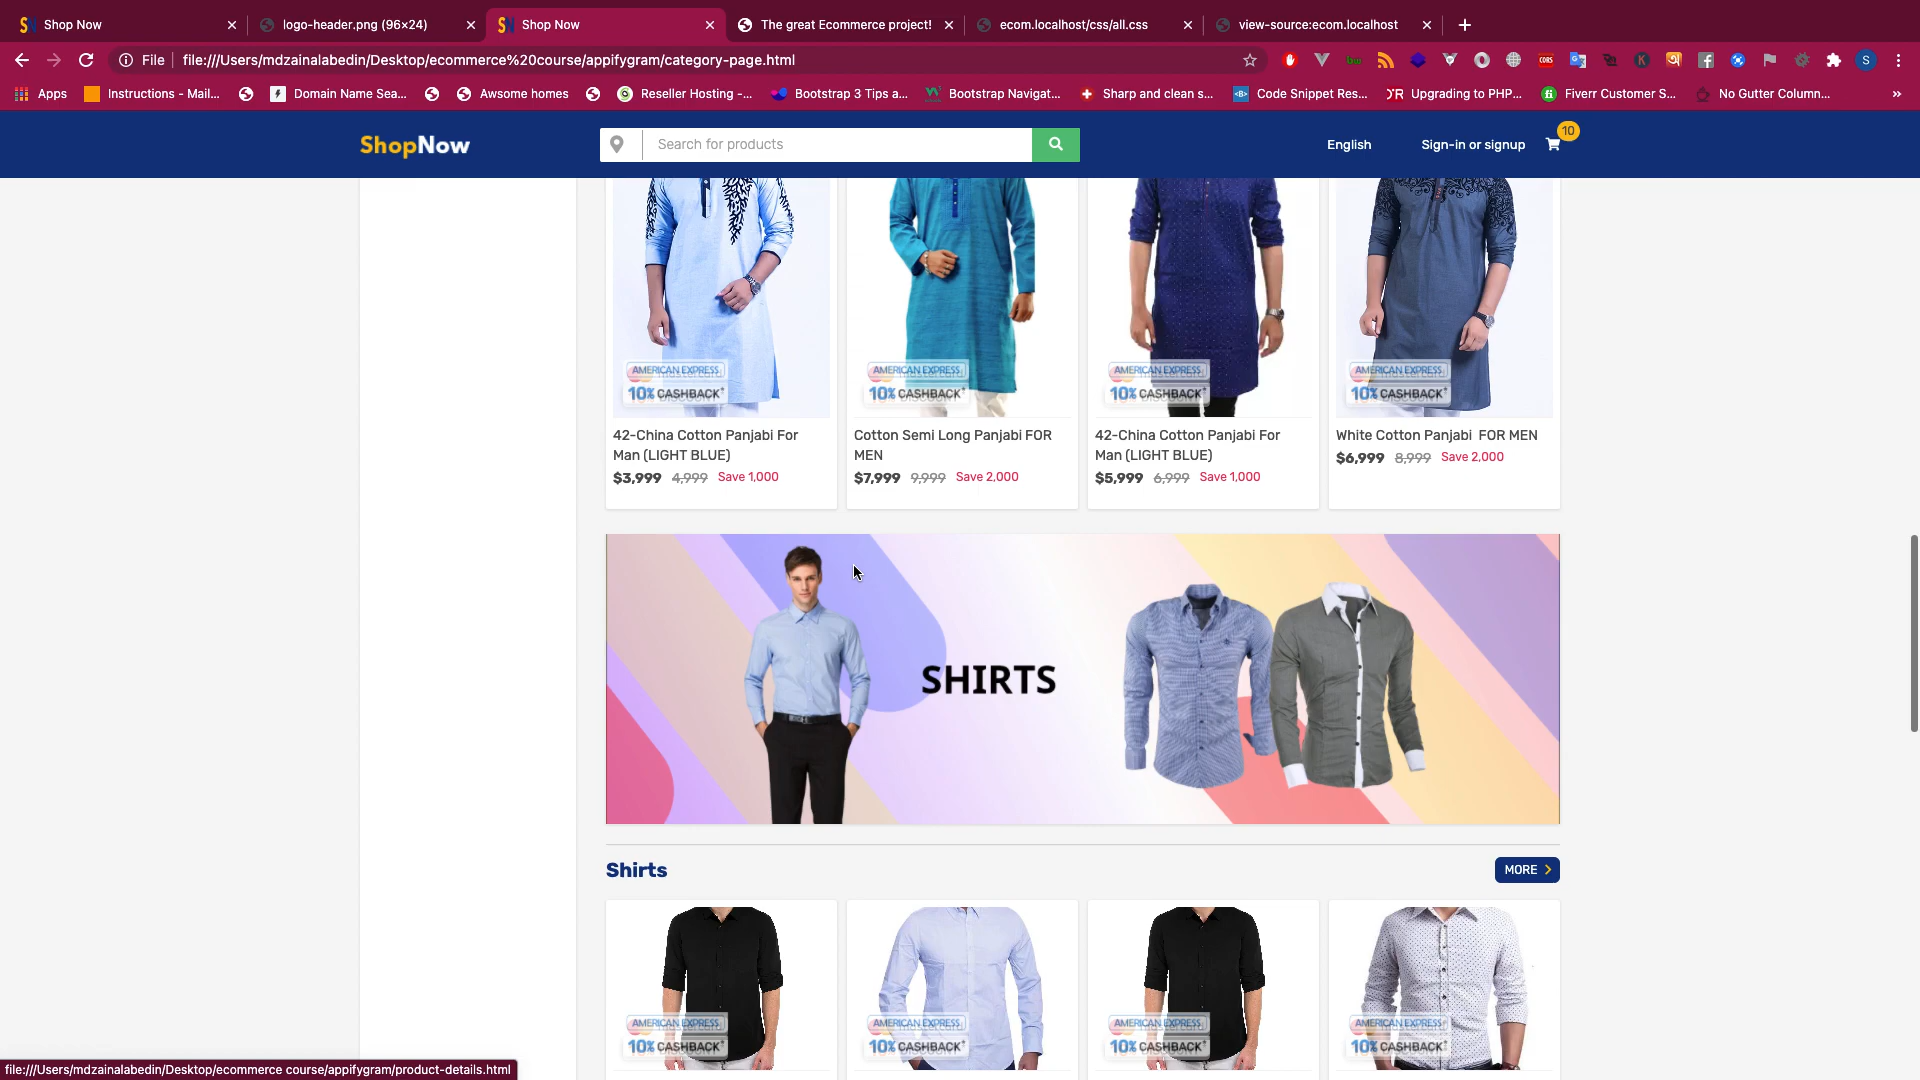 Shop Now
logo-header.png (96×24)
Shop Now
The great Ecommerce project!
ecom.localhost/css/all.css
view-source:ecom.localhost
File
file:///Users/mdzainalabedin/Desktop/ecommerce%20course/appifygram/category-page.html
Apps
Instructions - Mail...
Domain Name Sea...
Awsome homes
Reseller Hosting -...
Bootstrap 3 Tips a...
Bootstrap Navigat...
Sharp and clean s...
Code Snippet Res...
Upgrading to PHP...
Fiverr Customer S...
No Gutter Column...
ShopNow
Search for products
English
Sign-in or signup
10
AMERICAN EXPRESS
10% CASHBACK*
AMERICAN EXPRESS
10% CASHBACK*
AMERICAN EXPRESS
10% CASHBACK*
AMERICAN EXPRESS
10% CASHBACK*
42-China Cotton Panjabi For
Man (LIGHT BLUE)
$3,999 4,999 Save 1,000
Cotton Semi Long Panjabi FOR
MEN
$7,999 9,999 Save 2,000
42-China Cotton Panjabi For
Man (LIGHT BLUE)
$5,999 6,999 Save 1,000
White Cotton Panjabi FOR MEN
$6,999 8,999 Save 2,000
SHIRTS
Shirts
MORE
AMERICAN EXPRESS
10% CASHBACK*
AMERICAN EXPRESS
10% CASHBACK*
AMERICAN EXPRESS
10% CASHBACK*
AMERICAN EXPRESS
10% CASHBACK*
file:///Users/mdzainalabedin/Desktop/ecommerce course/appifygram/product-details.html